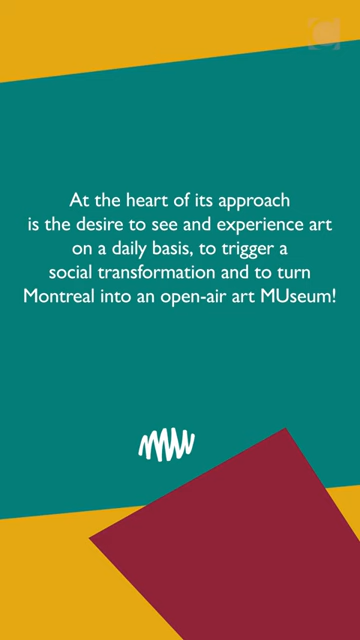 At the heart of its approach
is the desire to see and experience art
on a daily basis, to trigger a
social transformation and to turn
Montreal into an open-air art MUseum!